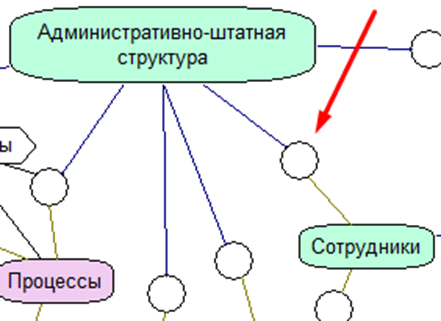 Административно-штатная
структура
ы
Сотрудники
Процессы